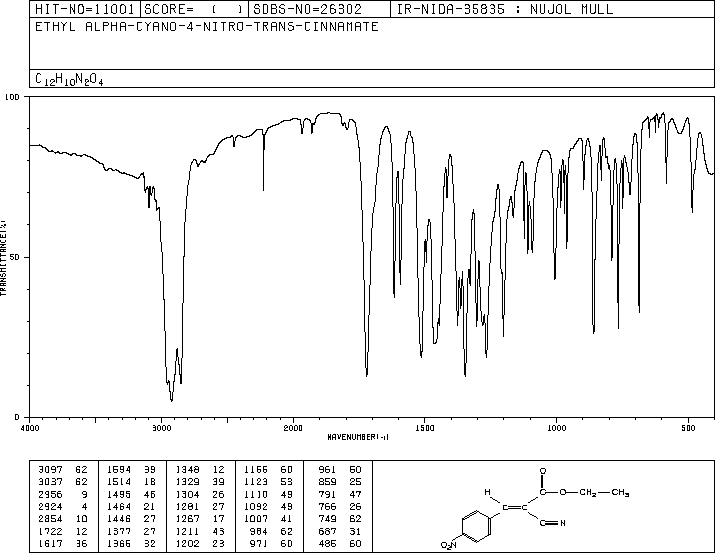 HIT-NO=11001 SCORE= ( ) SDBS-NO=26302 IR-NIDA-35835 : NUJOL MULL
ETHYL ALPHA-CYANO-4-NITRO-TRANS-CINNAMATE
C12H10N2O4
100
50
0
TRANSMITTANCE(%)
4000 3000 2000 1500 1000 500
WAVENUMBER(-1)
3097 62 1594 39 1348 12 1166 60 961 50
3037 62 1514 18 1329 39 1123 53 859 25
2956 9 1495 46 1304 26 1110 49 791 47
2924 4 1464 21 1281 27 1092 49 766 26
2854 10 1446 27 1267 17 1007 41 749 62
1722 12 1377 27 1211 43 984 62 687 31
1617 36 1366 32 1202 23 971 60 486 60
O
H C-O-CH2-CH3
C=C
C≡N
O2N